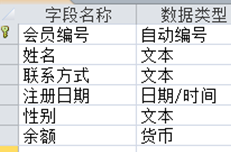 字段名称 数据类型
会员编号 自动编号
姓名 文本
联系方式 文本
注册日期 日期/时间
性别 文本
余额 货币